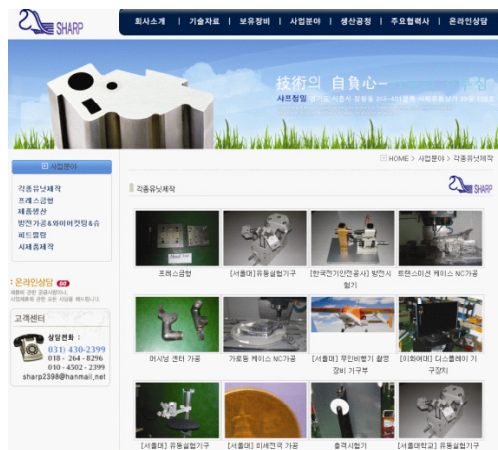 SHARP
회사소개 | 기술자료 | 보유장비 | 사업분야 | 생산공정 | 주요협력사 | 온라인상담
技術의 自負心-
샤프정밀
사업분야
HOME > 사업분야 > 각종유닛제작
각종유닛제작
프레스금형
제품생산
방전가공&와이어컷팅&슈
퍼드릴링
시제품제작
온라인상담 GO
고객센터
상담전화 :
031) 430-2399
018 - 264 - 8296
010 - 4502 - 2399
sharp2398@hanmail.net
각종유닛제작
SHARP
프레스금형
[서울대]유동실험기구
[한국전기안전공사] 방전시
험기
트랜스미션 케이스 NC가공
머시닝 센터 가공
가로등 케이스 NC가공
[서울대] 무인비행기 촬영
장비 기구부
[이화여대] 디스플레이 기
구장치
[서울대] 유동실험기구
[서울대] 미세전극 가공
충격시험기
[서울대학교] 유동실험기구